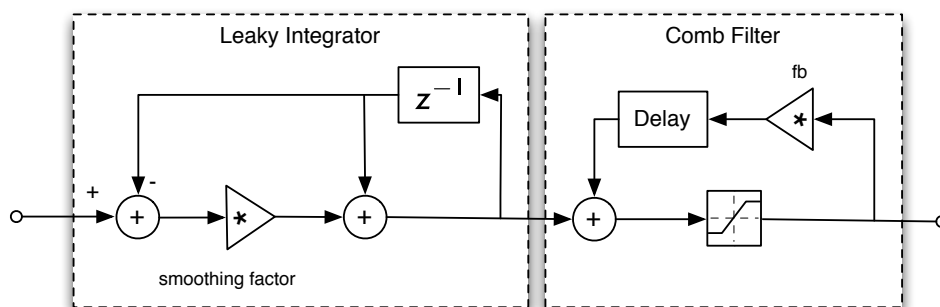 Leaky Integrator
Comb Filter
fb
z⁻¹
Delay
*
+
-
+
*
+
+
smoothing factor